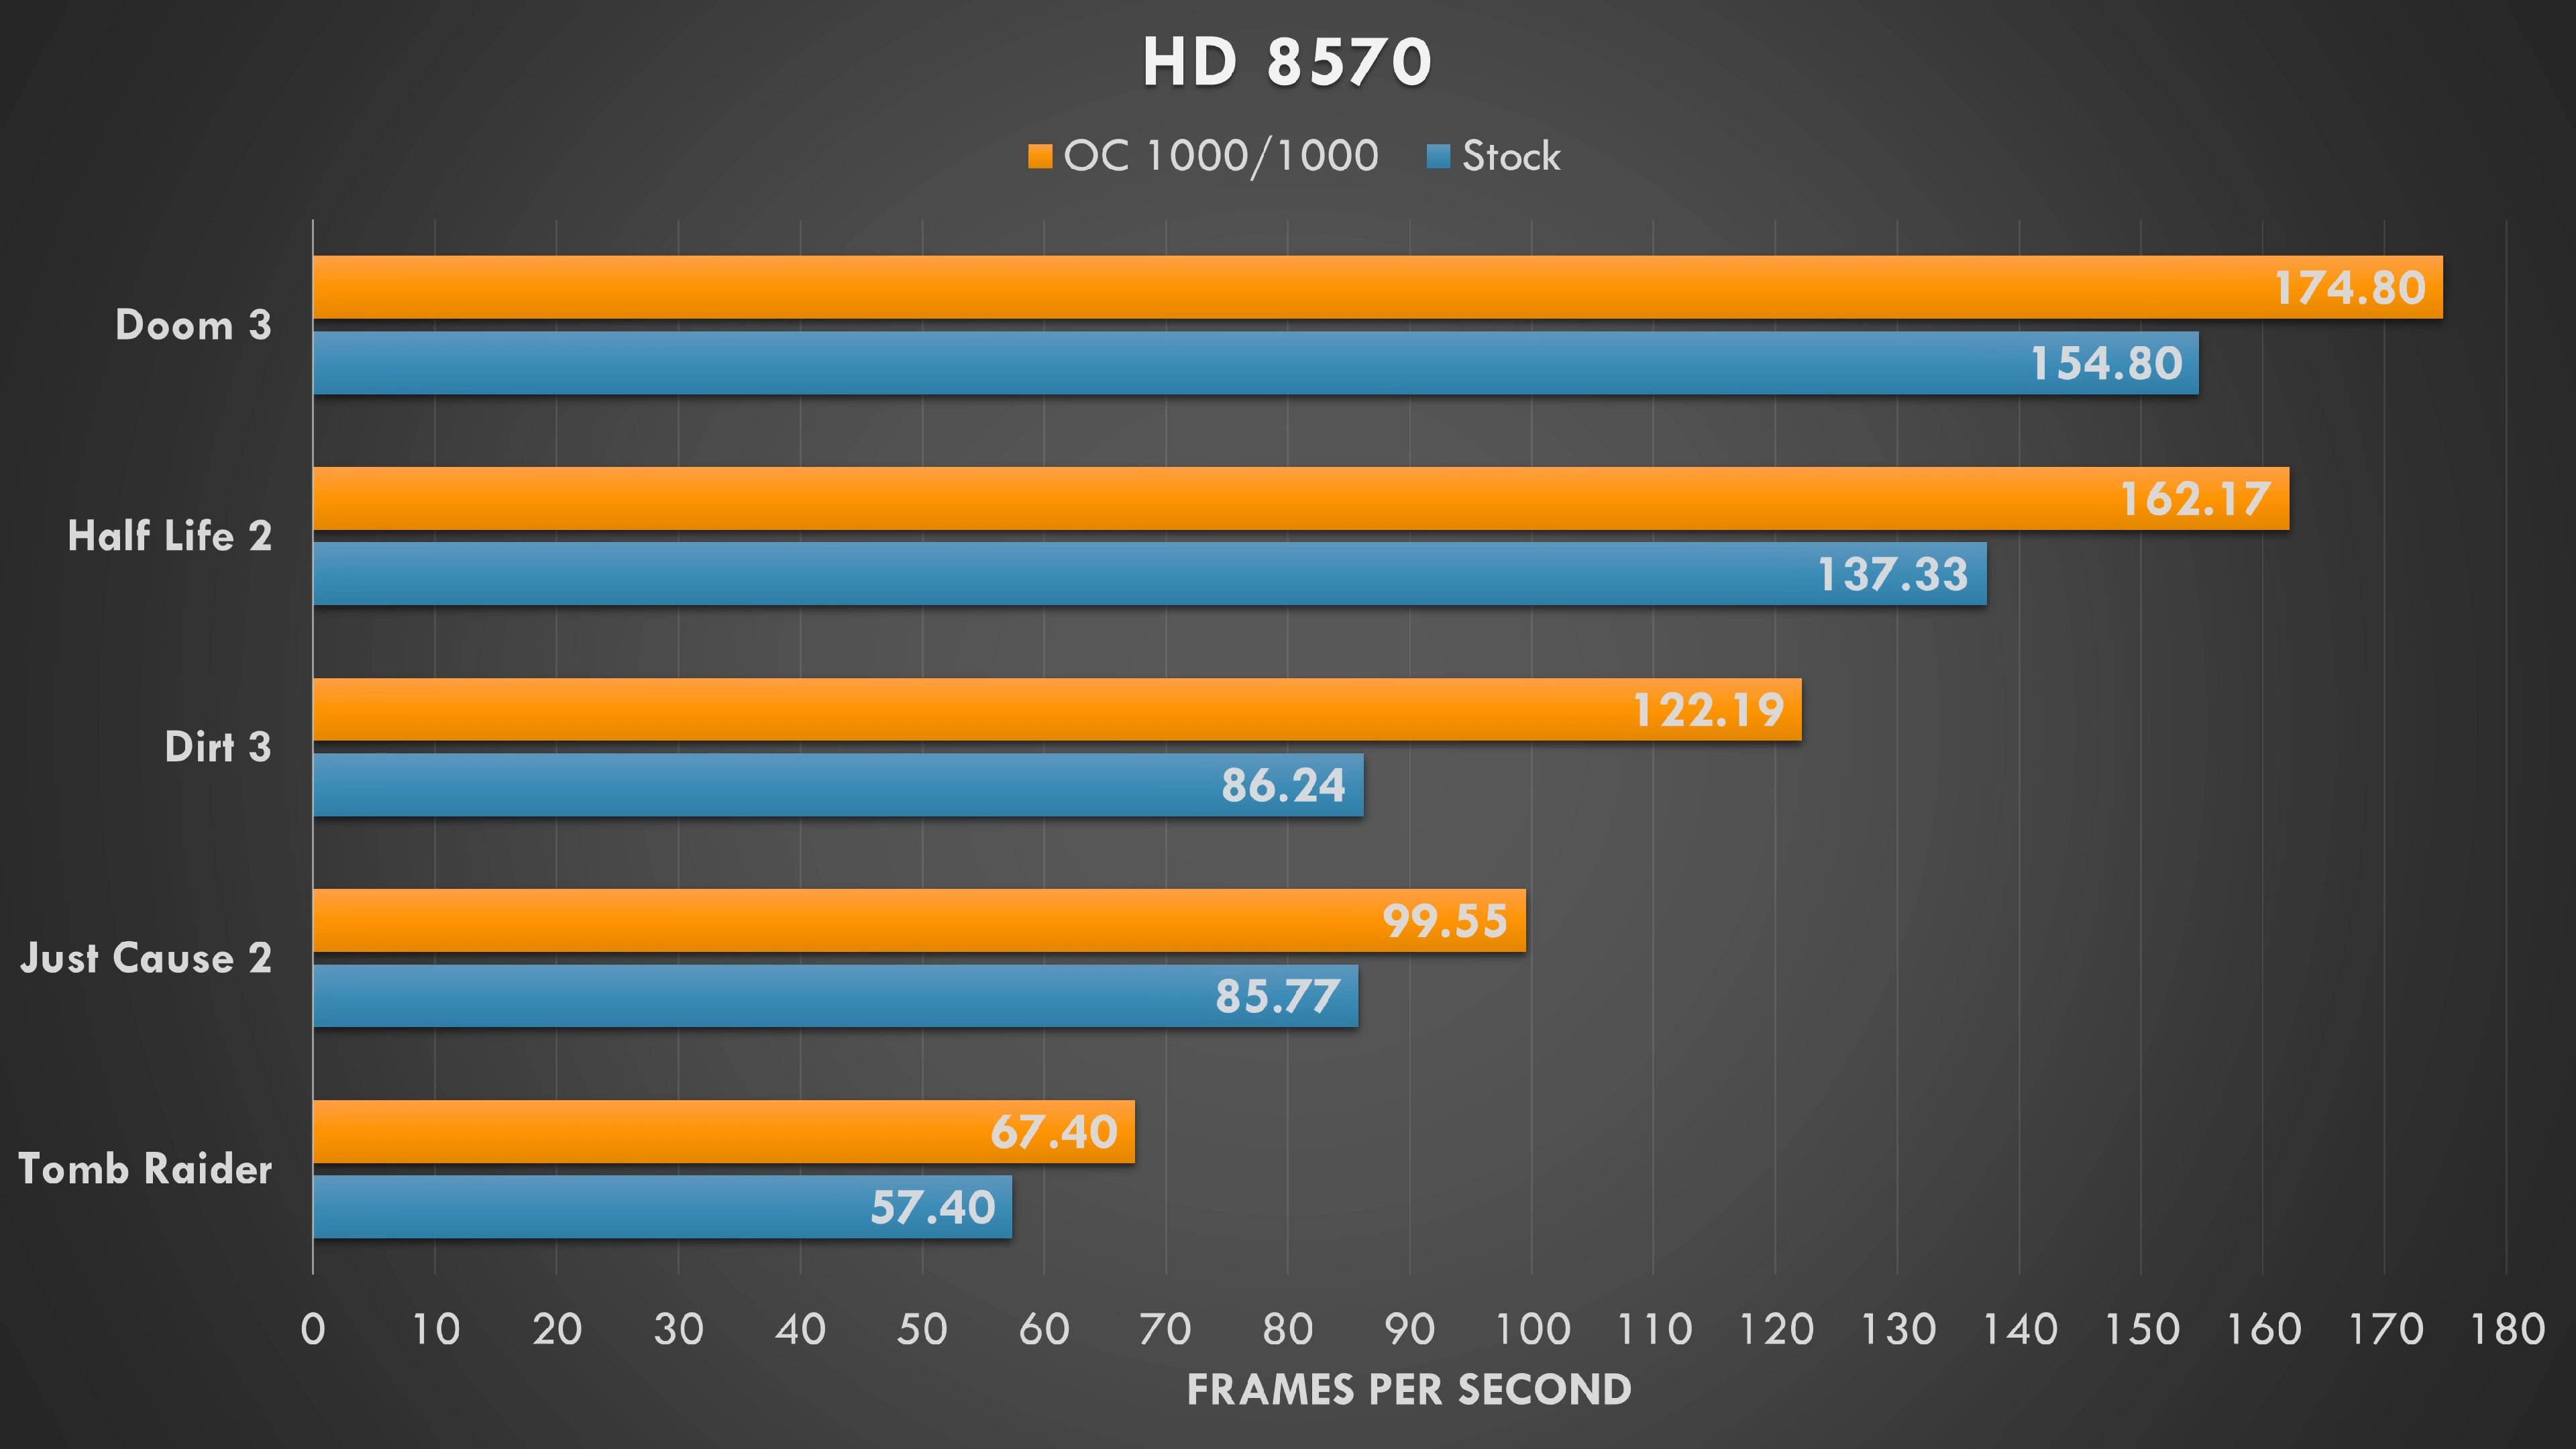 HD 8570
OC 1000/1000 Stock
Doom 3
174.80
154.80
Half Life 2
162.17
137.33
Dirt 3
122.19
86.24
Just Cause 2
99.55
85.77
Tomb Raider
67.40
57.40
0 10 20 30 40 50 60 70 80 90 100 110 120 130 140 150 160 170 180
FRAMES PER SECOND